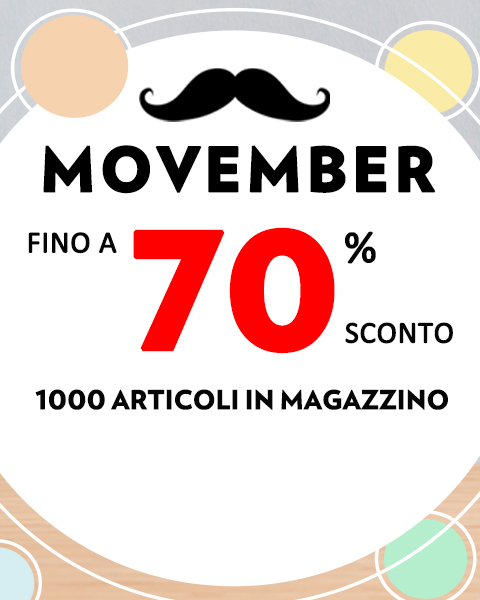 MOVEMBER
FINO A 70 %
SCONTO
1000 ARTICOLI IN MAGAZZINO